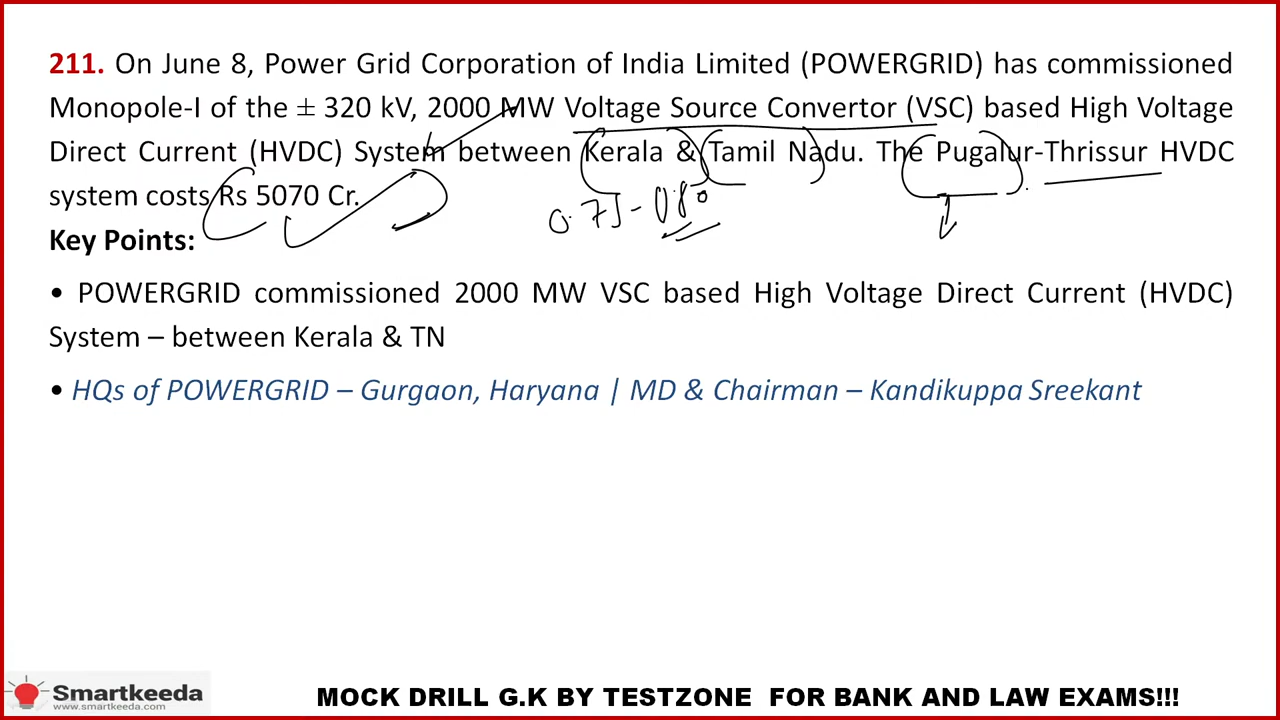 211. On June 8, Power Grid Corporation of India Limited (POWERGRID) has commissioned
Monopole-I of the ± 320 kV, 2000 MW Voltage Source Convertor (VSC) based High Voltage
Direct Current (HVDC) System between Kerala & Tamil Nadu. The Pugalur-Thrissur HVDC
system costs Rs 5070 Cr.
0.75-0.80
Key Points:
• POWERGRID commissioned 2000 MW VSC based High Voltage Direct Current (HVDC)
System – between Kerala & TN
• HQs of POWERGRID – Gurgaon, Haryana | MD & Chairman – Kandikuppa Sreekant
Smartkeeda
www.smartkeeda.com
MOCK DRILL G.K BY TESTZONE FOR BANK AND LAW EXAMS!!!